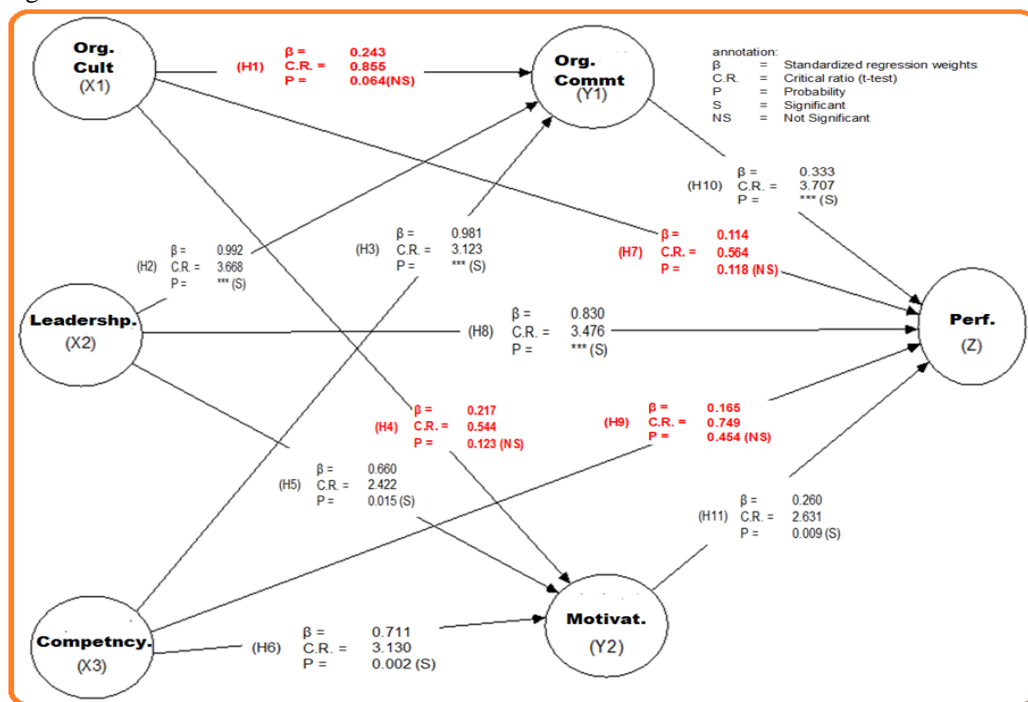 Org.
Cult
(X1)
(H1)
β = 0.243
C.R. = 0.855
P = 0.064(NS)
Org.
Commt
(Y1)
annotation:
β = Standardized regression weights
C.R. = Critical ratio (t-test)
P = Probability
S = Significant
NS = Not Significant
(H10)
β = 0.333
C.R. = 3.707
P = *** (S)
(H2)
β = 0.992
C.R. = 3.668
P = *** (S)
(H3)
β = 0.981
C.R. = 3.123
P = *** (S)
(H7)
β = 0.114
C.R. = 0.564
P = 0.118 (NS)
Leadershp.
(X2)
(H8)
β = 0.830
C.R. = 3.476
P = *** (S)
Perf.
(Z)
(H4)
β = 0.217
C.R. = 0.544
P = 0.123 (NS)
(H9)
β = 0.165
C.R. = 0.749
P = 0.454 (NS)
(H5)
β = 0.660
C.R. = 2.422
P = 0.015 (S)
(H11)
β = 0.260
C.R. = 2.631
P = 0.009 (S)
Competncy.
(X3)
(H6)
β = 0.711
C.R. = 3.130
P = 0.002 (S)
Motivat.
(Y2)